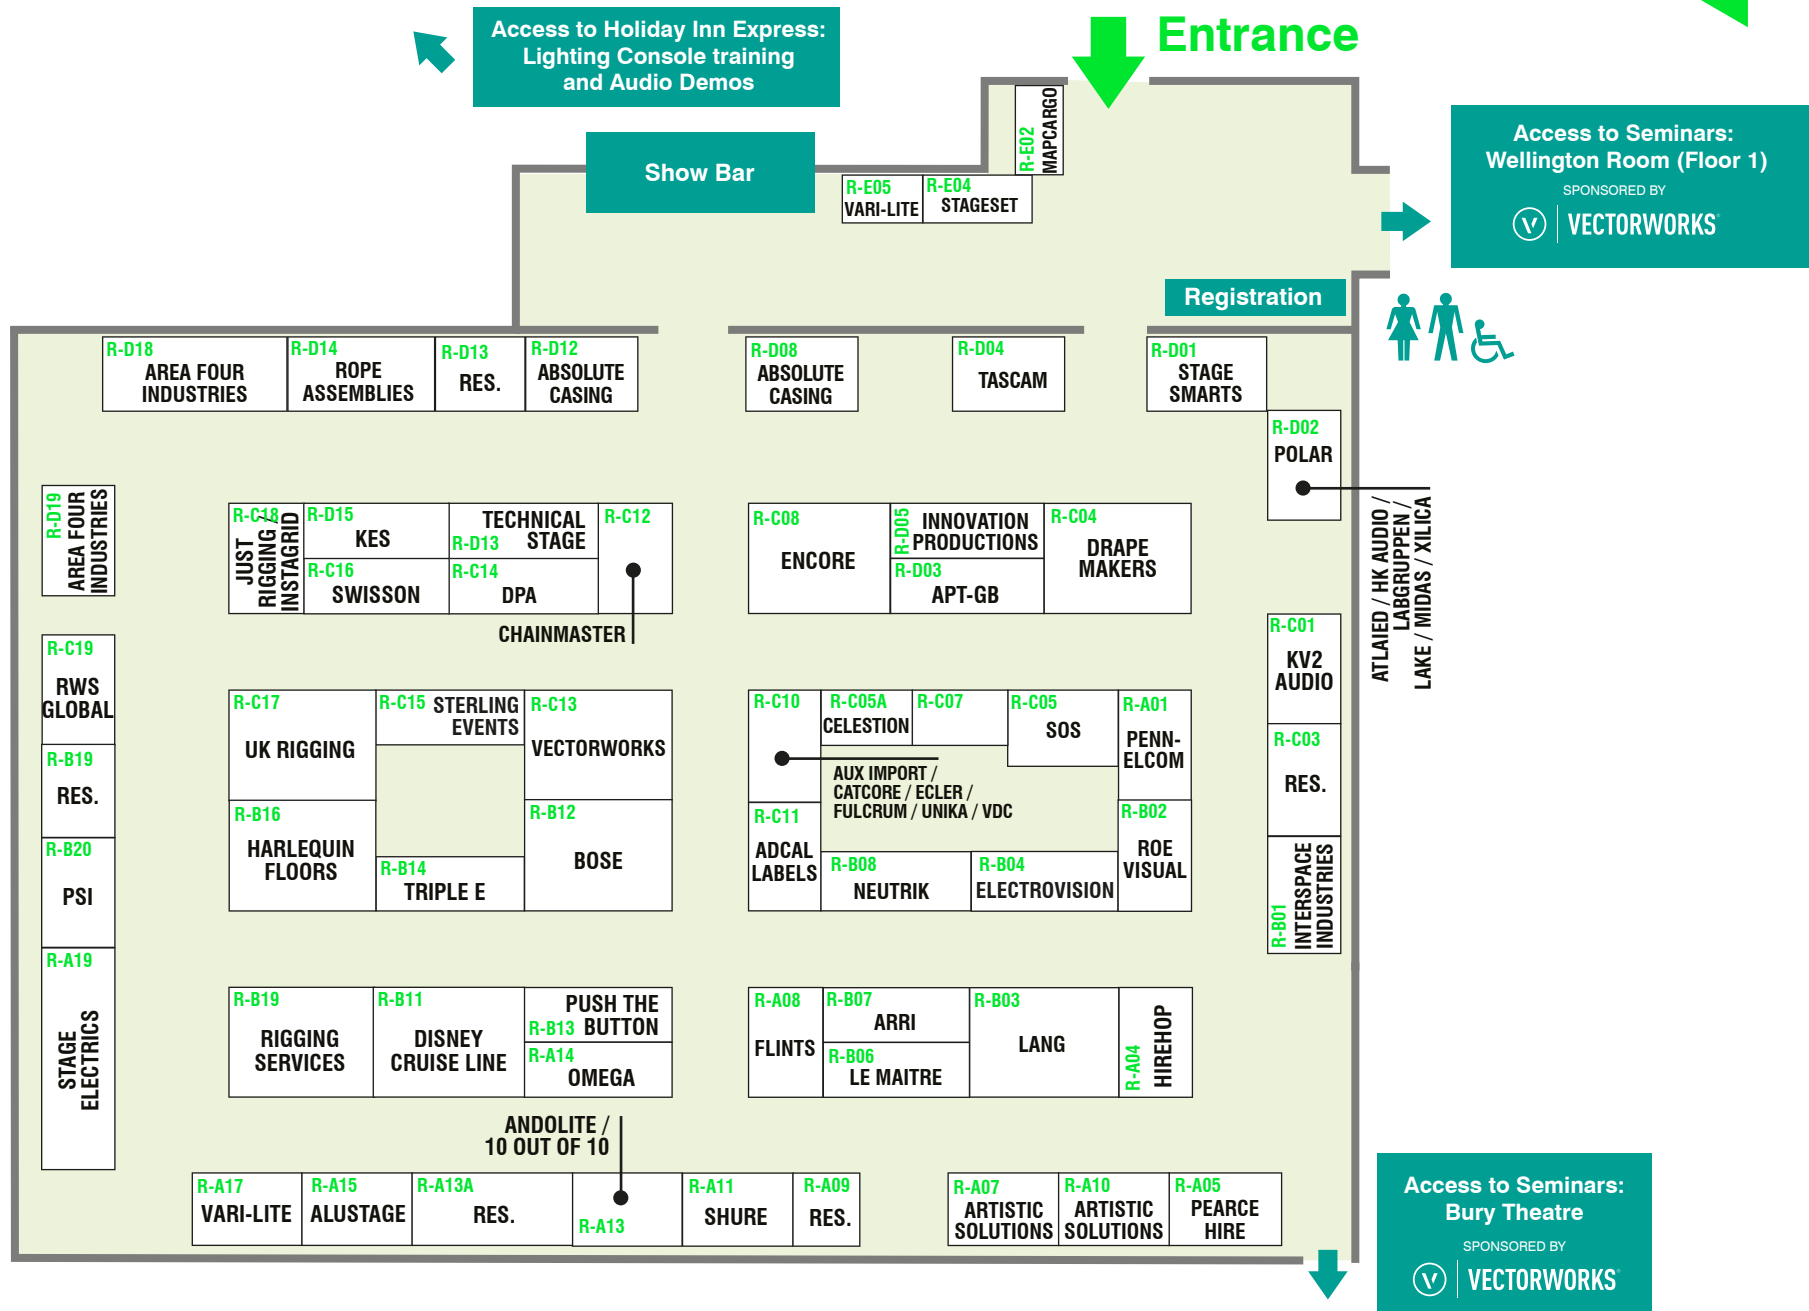 Access to Holiday Inn Express:
Lighting Console training
and Audio Demos
Entrance
Show Bar
R-E02
MAPCARGO
R-E05
VARI-LITE
R-E04
STAGESET
Access to Seminars:
Wellington Room (Floor 1)
SPONSORED BY
VECTORWORKS
Registration
R-D18
AREA FOUR
INDUSTRIES
R-D14
ROPE
ASSEMBLIES
R-D13
RES.
R-D12
ABSOLUTE
CASING
R-D08
ABSOLUTE
CASING
R-D04
TASCAM
R-D01
STAGE
SMARTS
R-D02
POLAR
ATLAIED / HK AUDIO /
LABGRUPPEN /
LAKE / MIDAS / XILICA
R-D19
AREA FOUR
INDUSTRIES
R-C18
JUST
RIGGING /
INSTAGRID
R-D15
KES
TECHNICAL
R-D13 STAGE
R-C12
R-C16
SWISSON
R-C14
DPA
CHAINMASTER
R-C08
ENCORE
R-D05
INNOVATION
PRODUCTIONS
R-D03
APT-GB
R-C04
DRAPE
MAKERS
R-C01
KV2
AUDIO
R-C19
RWS
GLOBAL
R-B19
RES.
R-B20
PSI
R-A19
STAGE
ELECTRICS
R-C17
UK RIGGING
R-C15 STERLING
EVENTS
R-C13
VECTORWORKS
R-B16
HARLEQUIN
FLOORS
R-B14
TRIPLE E
R-B12
BOSE
R-C10
R-C05A
CELESTION
R-C07
R-C05
SOS
R-A01
PENN-
ELCOM
AUX IMPORT /
CATCORE / ECLER /
FULCRUM / UNIKA / VDC
R-C11
ADCAL
LABELS
R-B08
NEUTRIK
R-B04
ELECTROVISION
R-B02
ROE
VISUAL
R-C03
RES.
R-B01
INTERSPACE
INDUSTRIES
R-B19
RIGGING
SERVICES
R-B11
DISNEY
CRUISE LINE
PUSH THE
R-B13 BUTTON
R-A14
OMEGA
R-A08
FLINTS
R-B07
ARRI
R-B06
LE MAITRE
R-B03
LANG
R-A04
HIREHOP
ANDOLITE /
10 OUT OF 10
R-A17
VARI-LITE
R-A15
ALUSTAGE
R-A13A
RES.
R-A13
R-A11
SHURE
R-A09
RES.
R-A07
ARTISTIC
SOLUTIONS
R-A10
ARTISTIC
SOLUTIONS
R-A05
PEARCE
HIRE
Access to Seminars:
Bury Theatre
SPONSORED BY
VECTORWORKS